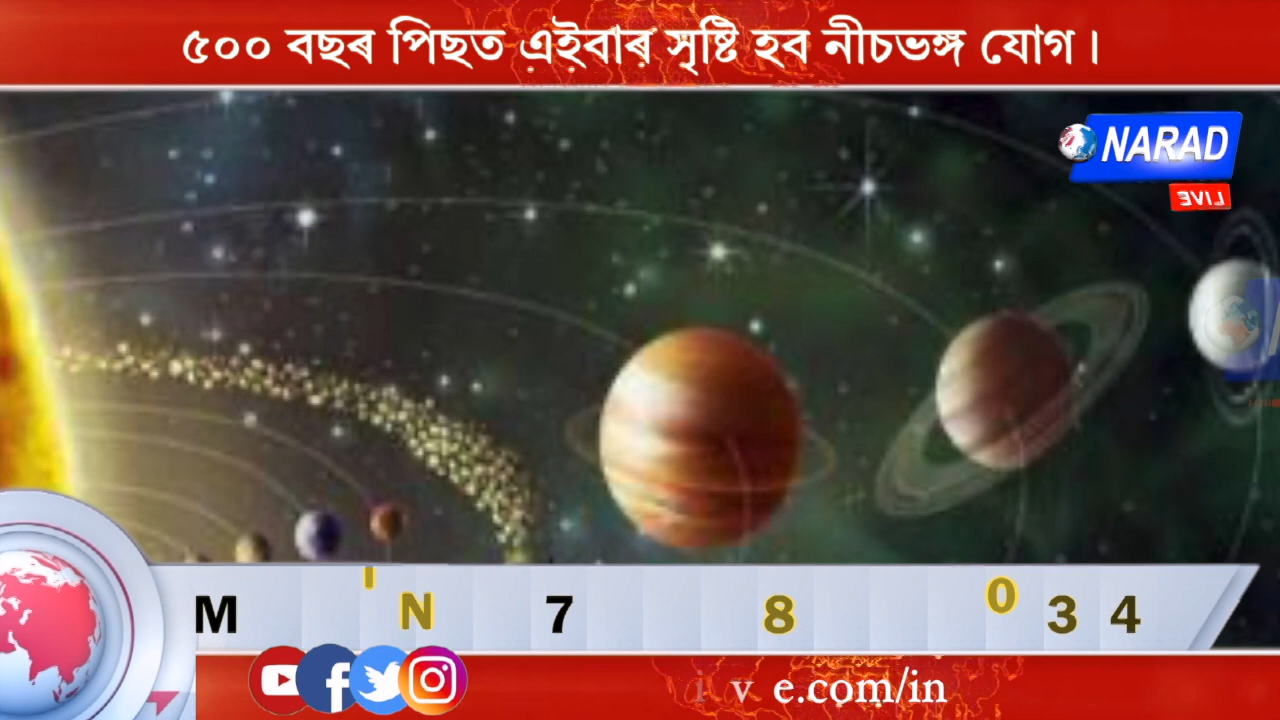 ৫০০ বছৰ পিছত এইবাৰ সৃষ্টি হব নীচভঙ্গ যোগ।
NARAD
LIVE
M I N 7 8 0 3 4
i v e.com/in